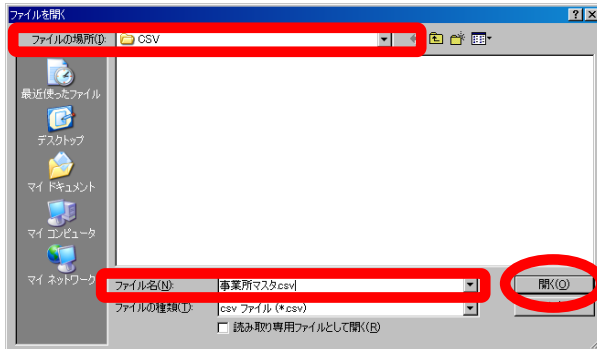 ファイルを開く
ファイルの場所(I):
CSV
最近使ったファイル
デスクトップ
マイ ドキュメント
マイ コンピュータ
マイ ネットワーク
ファイル名(N):
事業所マスタ.csv
開く(O)
ファイルの種類(T):
csv ファイル (*.csv)
読み取り専用ファイルとして開く(R)